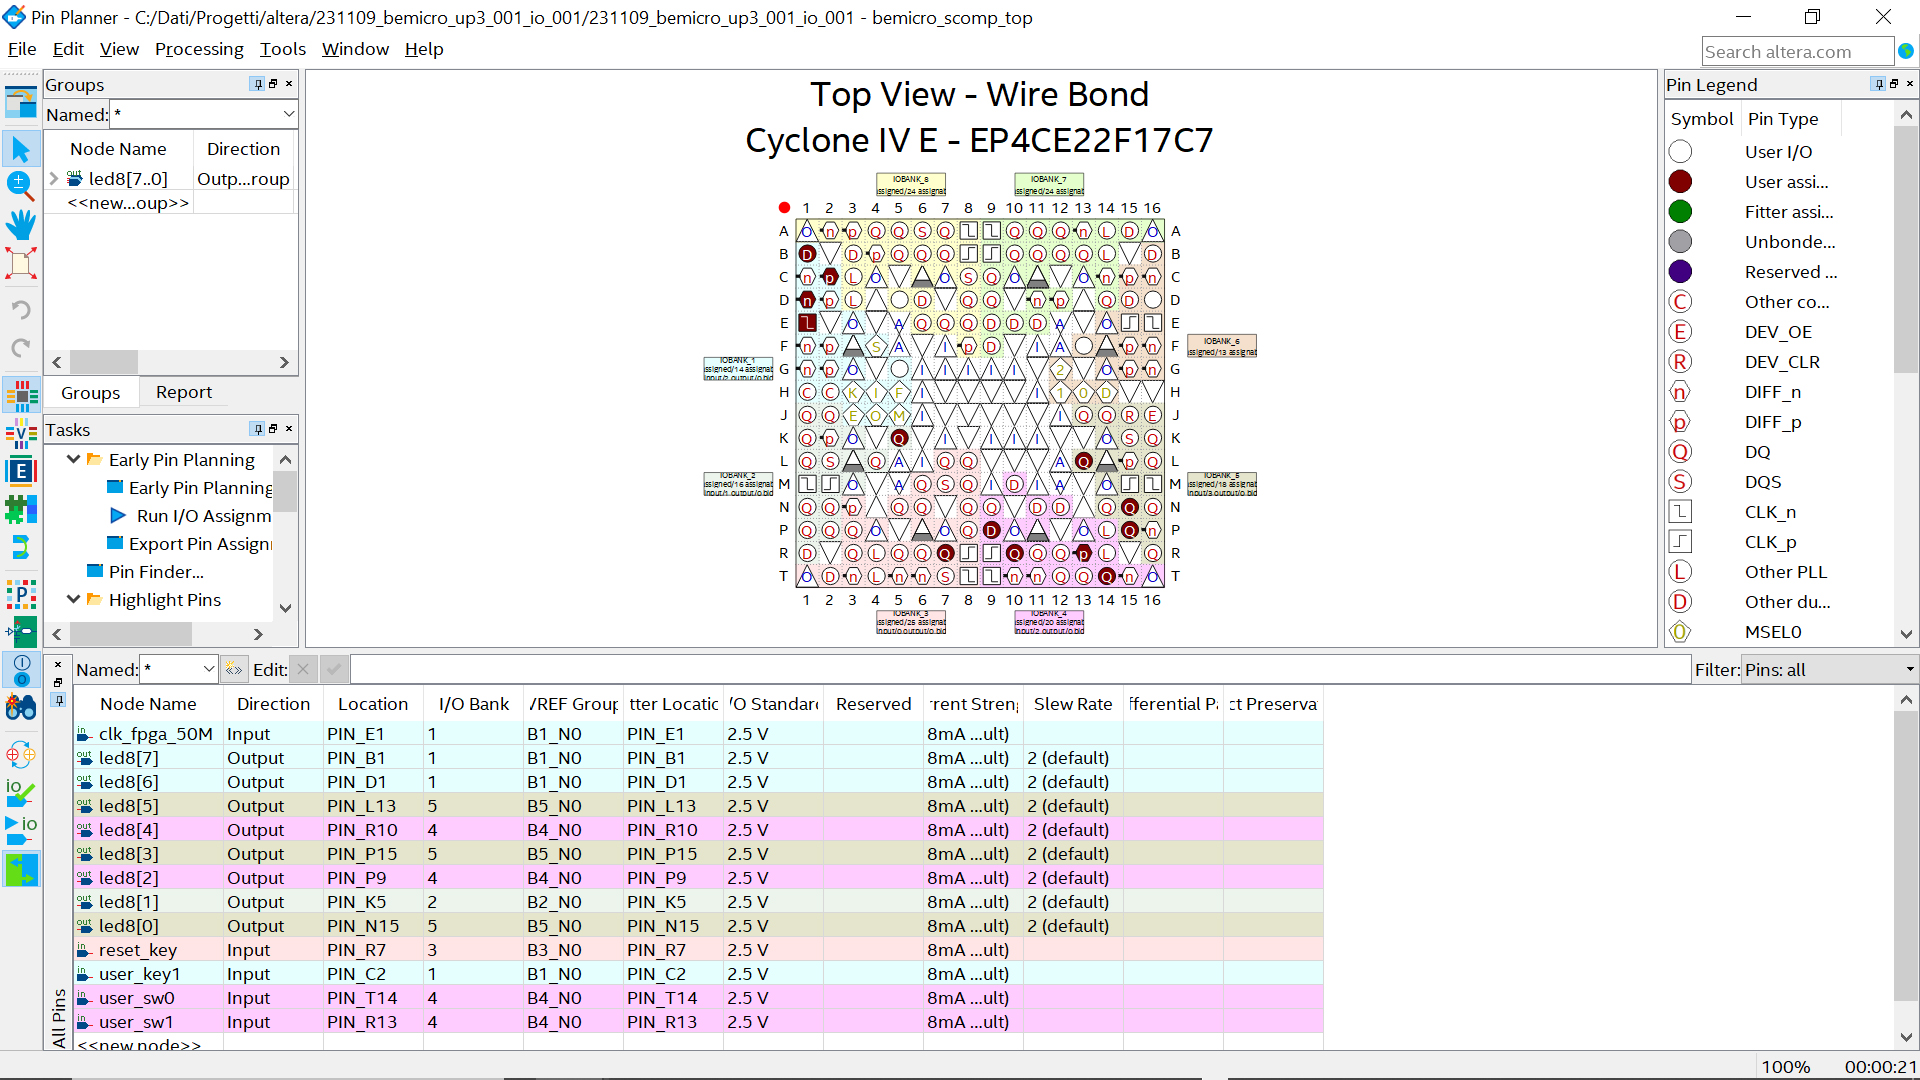 Pin Planner - C:/Dati/Progetti/altera/231109_bemicro_up3_001_io_001/231109_bemicro_up3_001_io_001 - bemicro_scomp_top
File Edit View Processing Tools Window Help
Search altera.com
Groups
Named: *
Node Name Direction
led8[7..0] Outp...roup
<<new...oup>>
Groups Report
Tasks
Early Pin Planning
Early Pin Planning
Run I/O Assignm
Export Pin Assignr
Pin Finder...
Highlight Pins
Top View - Wire Bond
Cyclone IV E - EP4CE22F17C7
IOBANK_8
IOBANK_7
1 2 3 4 5 6 7 8 9 10 11 12 13 14 15 16
A A
B B
C C
D D
E E
F F
G G
H H
J J
K K
L L
M M
N N
P P
R R
T T
1 2 3 4 5 6 7 8 9 10 11 12 13 14 15 16
IOBANK_1
IOBANK_2
IOBANK_6
IOBANK_5
IOBANK_3
IOBANK_4
Pin Legend
Symbol Pin Type
User I/O
User assi...
Fitter assi...
Unbonde...
Reserved ...
C Other co...
E DEV_OE
R DEV_CLR
n DIFF_n
p DIFF_p
Q DQ
S DQS
CLK_n
CLK_p
L Other PLL
D Other du...
0 MSEL0
Named: * Edit: Filter: Pins: all
Node Name Direction Location I/O Bank /REF Group tter Locatic /O Standard Reserved rrent Streng Slew Rate fferential Pa ct Preserva
clk_fpga_50M Input PIN_E1 1 B1_N0 PIN_E1 2.5 V 8mA ...ult)
led8[7] Output PIN_B1 1 B1_N0 PIN_B1 2.5 V 8mA ...ult) 2 (default)
led8[6] Output PIN_D1 1 B1_N0 PIN_D1 2.5 V 8mA ...ult) 2 (default)
led8[5] Output PIN_L13 5 B5_N0 PIN_L13 2.5 V 8mA ...ult) 2 (default)
led8[4] Output PIN_R10 4 B4_N0 PIN_R10 2.5 V 8mA ...ult) 2 (default)
led8[3] Output PIN_P15 5 B5_N0 PIN_P15 2.5 V 8mA ...ult) 2 (default)
led8[2] Output PIN_P9 4 B4_N0 PIN_P9 2.5 V 8mA ...ult) 2 (default)
led8[1] Output PIN_K5 2 B2_N0 PIN_K5 2.5 V 8mA ...ult) 2 (default)
led8[0] Output PIN_N15 5 B5_N0 PIN_N15 2.5 V 8mA ...ult) 2 (default)
reset_key Input PIN_R7 3 B3_N0 PIN_R7 2.5 V 8mA ...ult)
user_key1 Input PIN_C2 1 B1_N0 PIN_C2 2.5 V 8mA ...ult)
user_sw0 Input PIN_T14 4 B4_N0 PIN_T14 2.5 V 8mA ...ult)
user_sw1 Input PIN_R13 4 B4_N0 PIN_R13 2.5 V 8mA ...ult)
<<new node>>
All Pins
100% 00:00:21